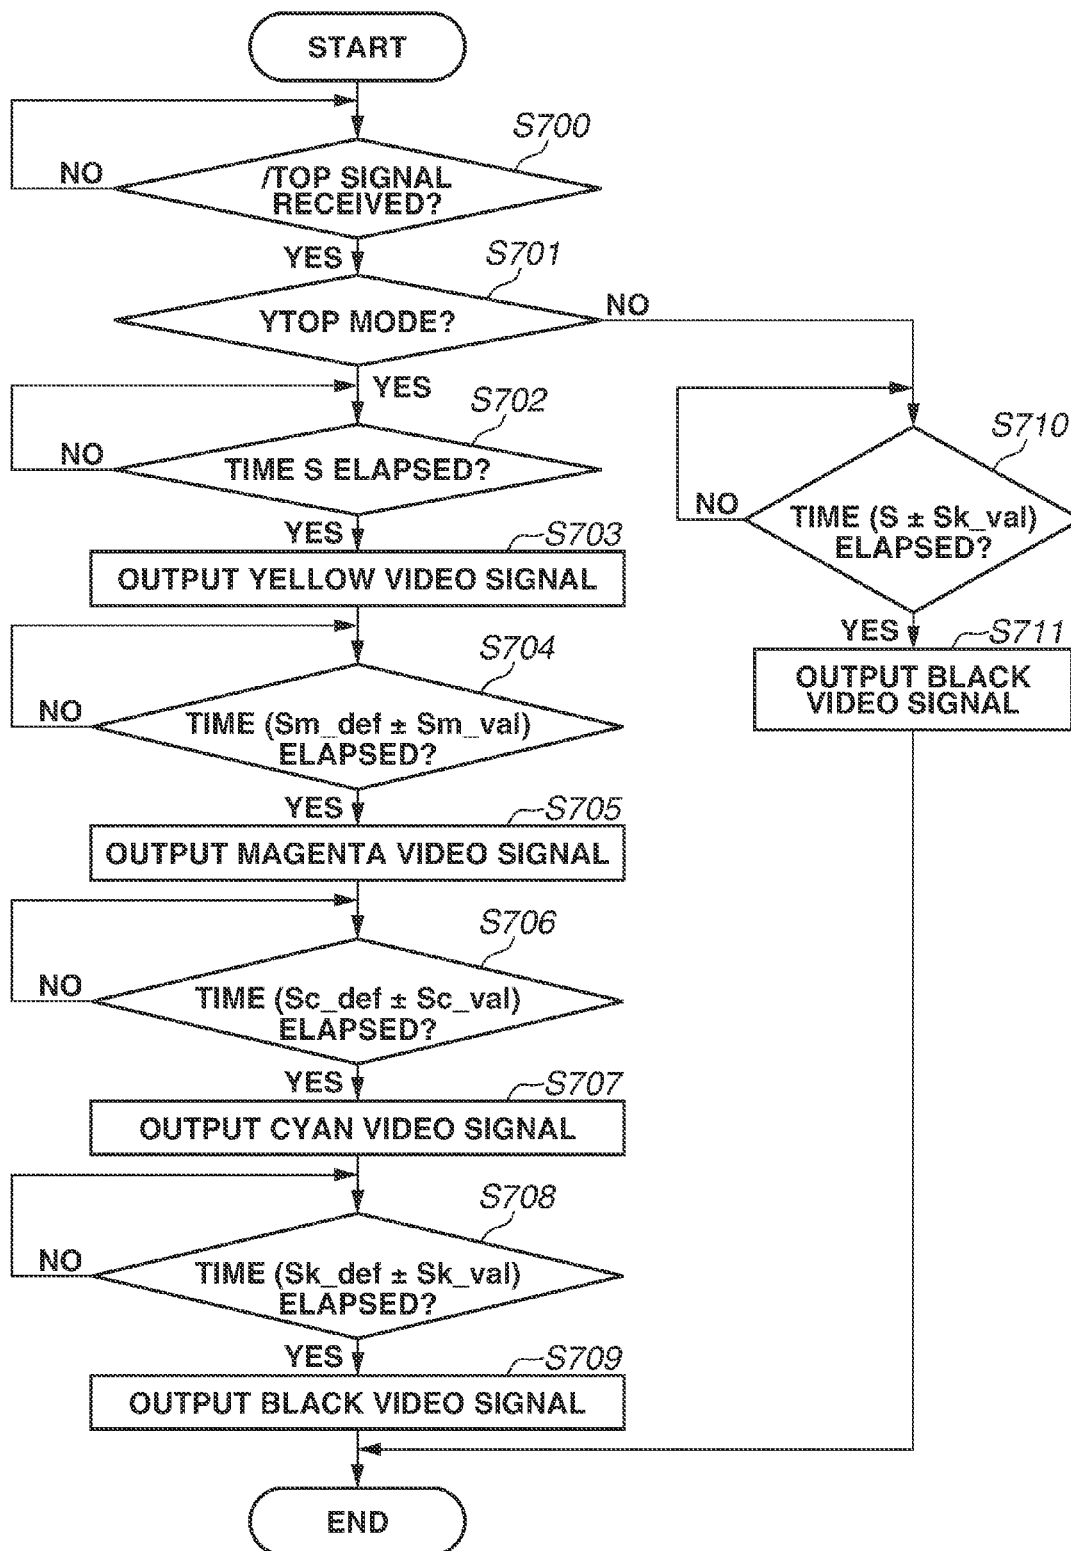 START
S700
NO
/TOP SIGNAL
RECEIVED?
YES
S701
YTOP MODE?
NO
YES
S702
NO
TIME S ELAPSED?
YES
S703
OUTPUT YELLOW VIDEO SIGNAL
S704
NO
TIME (Sm_def ± Sm_val)
ELAPSED?
YES
S705
OUTPUT MAGENTA VIDEO SIGNAL
S706
NO
TIME (Sc_def ± Sc_val)
ELAPSED?
YES
S707
OUTPUT CYAN VIDEO SIGNAL
S708
NO
TIME (Sk_def ± Sk_val)
ELAPSED?
YES
S709
OUTPUT BLACK VIDEO SIGNAL
S710
NO
TIME (S ± Sk_val)
ELAPSED?
YES
S711
OUTPUT BLACK
VIDEO SIGNAL
END